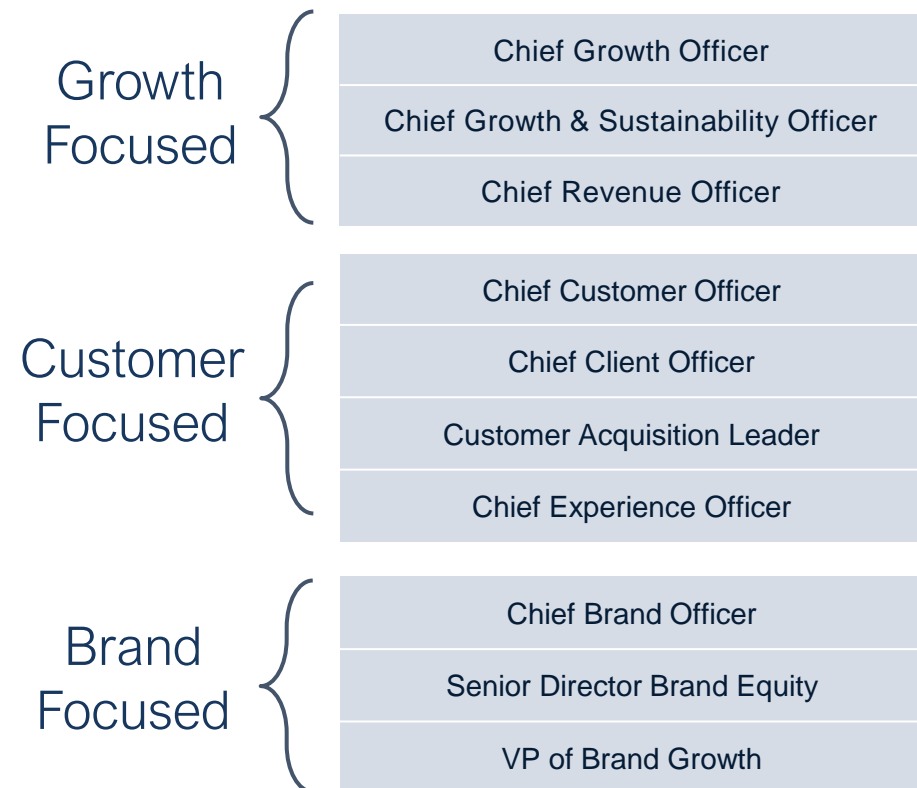 Growth
Focused
Chief Growth Officer
Chief Growth & Sustainability Officer
Chief Revenue Officer
Customer
Focused
Chief Customer Officer
Chief Client Officer
Customer Acquisition Leader
Chief Experience Officer
Brand
Focused
Chief Brand Officer
Senior Director Brand Equity
VP of Brand Growth